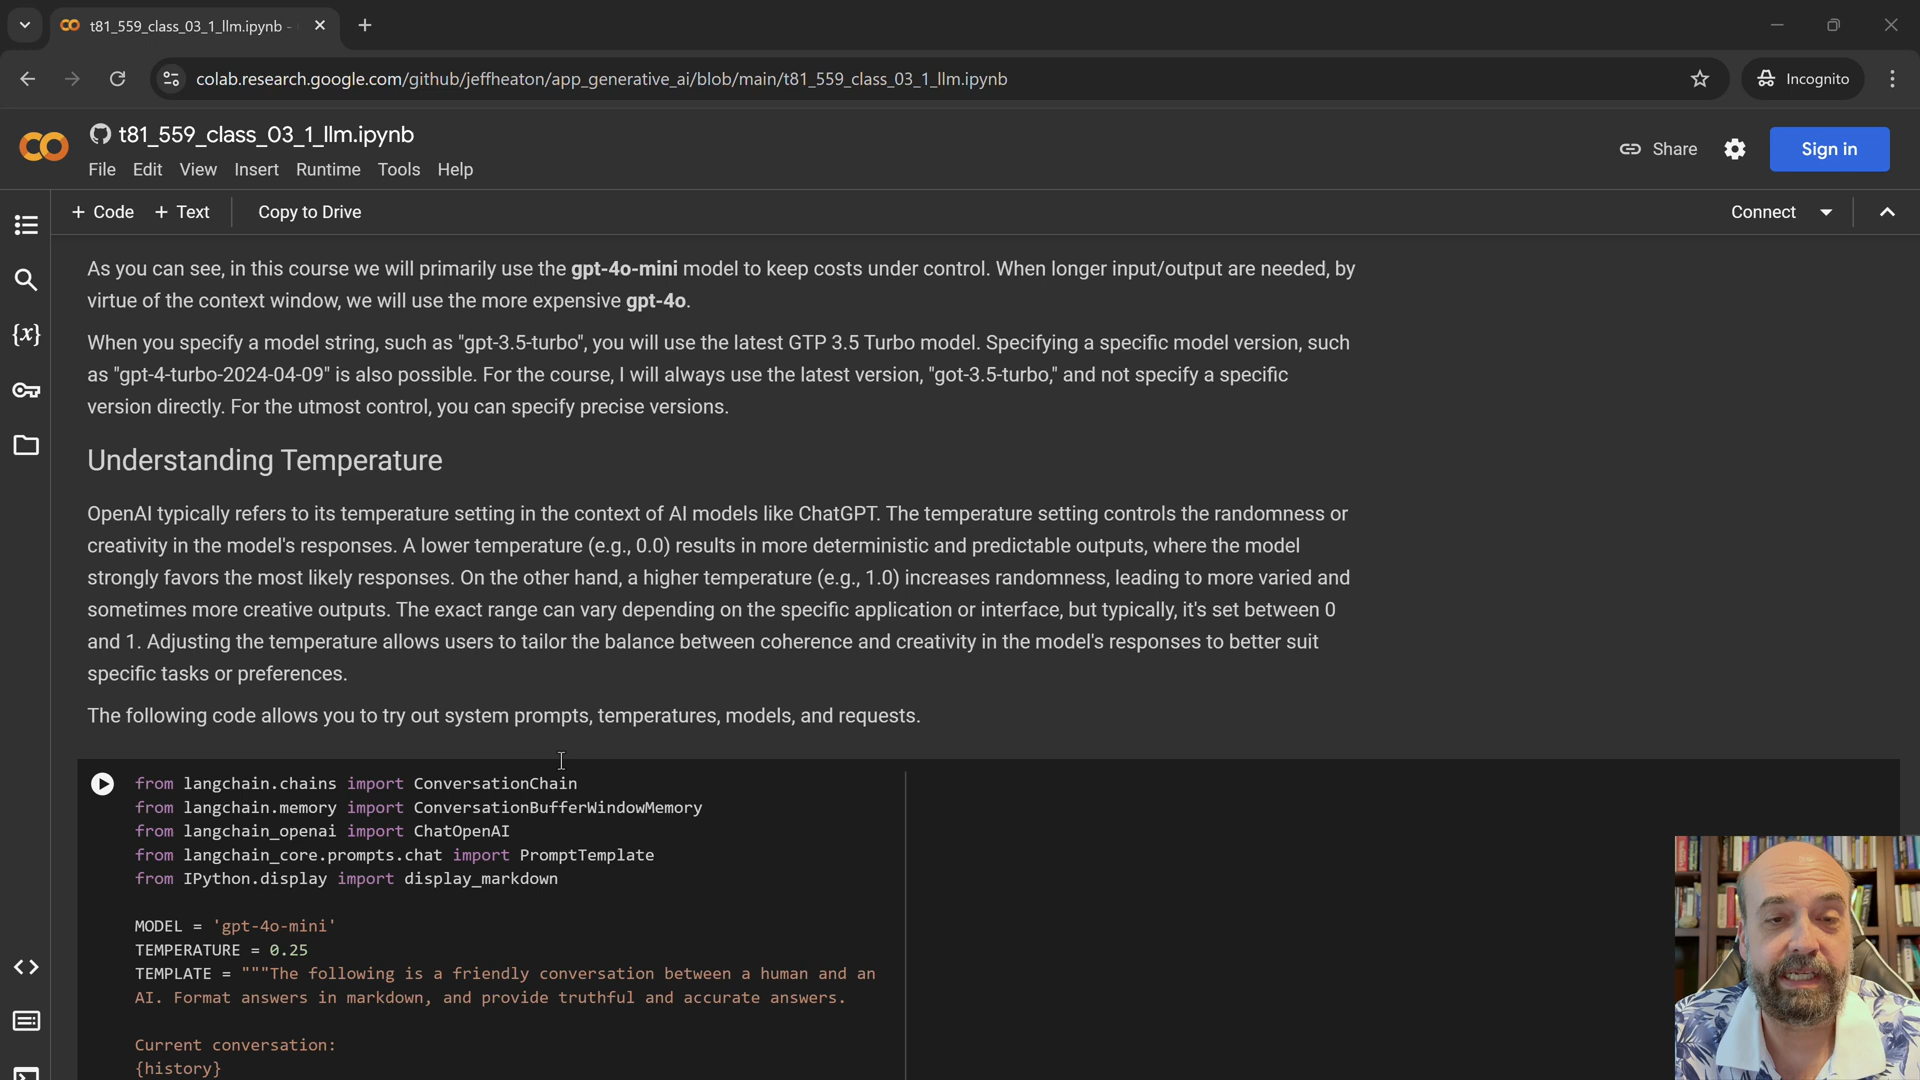 t81_559_class_03_1_llm.ipynb -
colab.research.google.com/github/jeffheaton/app_generative_ai/blob/main/t81_559_class_03_1_llm.ipynb
Incognito
t81_559_class_03_1_llm.ipynb
File Edit View Insert Runtime Tools Help
Share
Sign in
+ Code + Text Copy to Drive
Connect
As you can see, in this course we will primarily use the gpt-4o-mini model to keep costs under control. When longer input/output are needed, by
virtue of the context window, we will use the more expensive gpt-4o.
When you specify a model string, such as "gpt-3.5-turbo", you will use the latest GTP 3.5 Turbo model. Specifying a specific model version, such
as "gpt-4-turbo-2024-04-09" is also possible. For the course, I will always use the latest version, "got-3.5-turbo," and not specify a specific
version directly. For the utmost control, you can specify precise versions.
Understanding Temperature
OpenAI typically refers to its temperature setting in the context of AI models like ChatGPT. The temperature setting controls the randomness or
creativity in the model's responses. A lower temperature (e.g., 0.0) results in more deterministic and predictable outputs, where the model
strongly favors the most likely responses. On the other hand, a higher temperature (e.g., 1.0) increases randomness, leading to more varied and
sometimes more creative outputs. The exact range can vary depending on the specific application or interface, but typically, it's set between 0
and 1. Adjusting the temperature allows users to tailor the balance between coherence and creativity in the model's responses to better suit
specific tasks or preferences.
The following code allows you to try out system prompts, temperatures, models, and requests.
from langchain.chains import ConversationChain
from langchain.memory import ConversationBufferWindowMemory
from langchain_openai import ChatOpenAI
from langchain_core.prompts.chat import PromptTemplate
from IPython.display import display_markdown
MODEL = 'gpt-4o-mini'
TEMPERATURE = 0.25
TEMPLATE = """The following is a friendly conversation between a human and an
AI. Format answers in markdown, and provide truthful and accurate answers.
Current conversation:
{history}